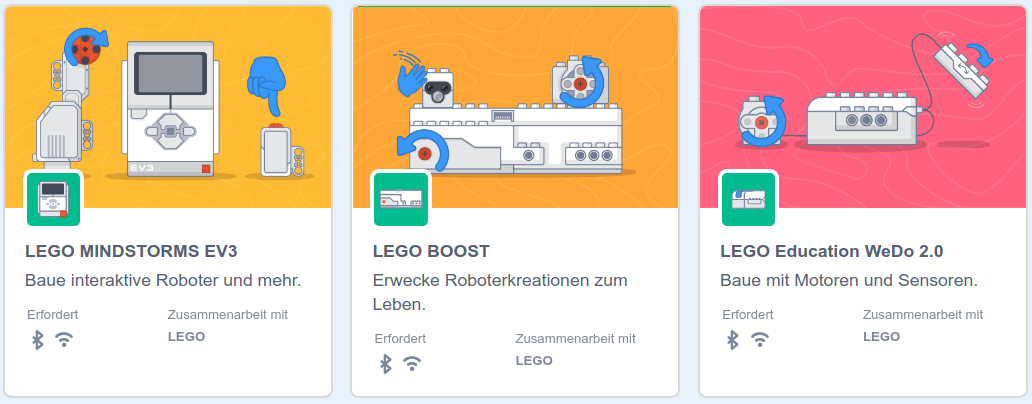 EV3
LEGO MINDSTORMS EV3
Baue interaktive Roboter und mehr.
Erfordert
Zusammenarbeit mit
LEGO
LEGO BOOST
Erwecke Roboterkreationen zum
Leben.
Erfordert
Zusammenarbeit mit
LEGO
LEGO Education WeDo 2.0
Baue mit Motoren und Sensoren.
Erfordert
Zusammenarbeit mit
LEGO